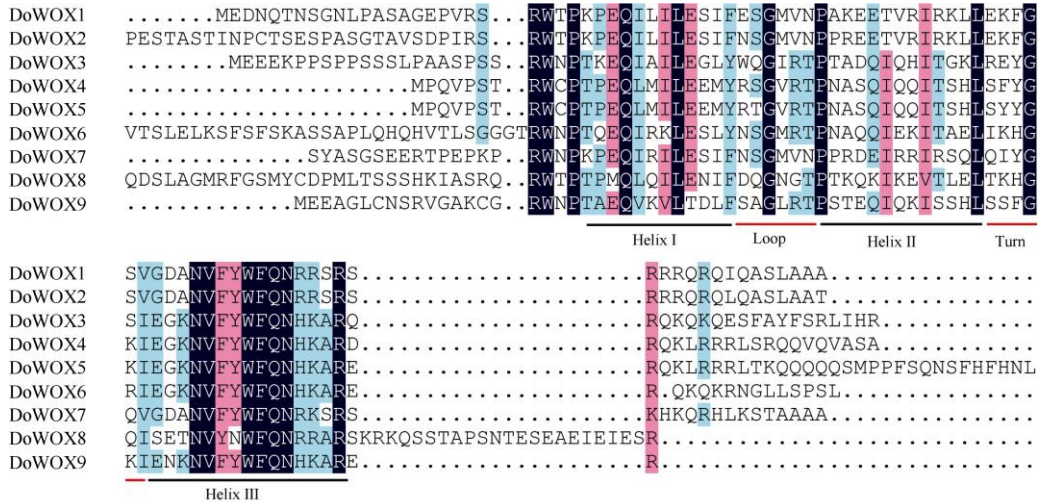 DoWOX1 ........MEDNQTNSGNLPASAGEPVRS...RWTPKPEQILILESIFESGMVNPAKEETVRIRKLLEKFG
DoWOX2 PESTASTINPCTSESPASGTAVSDPIRS...RWTPKPEQILILESIFNSGMVNPPREETVRIRKLLEKFG
DoWOX3 .........MEEEKPPSPPSSSLPAASPSS..RWNPTKEQIAILEGLYWQGIRTPTADQIQHITGKLREYG
DoWOX4 ......................MPQVPST..RWCPTPEQLMILEEMYRSGVRTPNASQIQQITSHLSFYG
DoWOX5 ......................MPQVPST..RWCPTPEQLMILEEMYRTGVRTPNASQIQQITSHLSYYG
DoWOX6 VTSLELKSFSFSKASSAPLQHQHVTLSGGGTRWNPTQEQIRKLESLYNSGMRTPNAQQIEKITAELIKHG
DoWOX7 ..............SYASGSEERTPEPKP..RWNPKPEQIRILESIFNSGMVNPPRDEIRRIRSQLQIYG
DoWOX8 QDSLAGMRFGSMYCDPMLTSSSHKIASRQ..RWPTPMQLQILENIFDQGNGTPTKQKIKEVTLELTKHG
DoWOX9 .............MEEAGLCNSRVGAKCG..RWNPTAEQVKVLTDLFSAGLRTPSTEQIQKISSHLSSFG
Helix I Loop Helix II Turn
DoWOX1 SVGDANVFYWFQNRRSRS.........................RRRQRQIQASLAAA..............
DoWOX2 SVGDANVFYWFQNRRSRS.........................RRRQRQLQASLAAT..............
DoWOX3 SIEGKNVFYWFQNHKARQ.........................RQKQKQESFAYFSRLIHR..........
DoWOX4 KIEGKNVFYWFQNHKARD.........................RQKLRRRLSRQQVQVASA..........
DoWOX5 KIEGKNVFYWFQNHKARE.........................RQKLRRRLTKQQQQQSMPPFSQNSFHFHNL
DoWOX6 RIEGKNVFYWFQNHKARE.........................R.QKQKRNGLLSPSL.............
DoWOX7 QVGDANVFYWFQNRKSRS.........................KHKQRHLKSTAAAA..............
DoWOX8 QISETNVYNWFQNRRARSKRKQSSTAPSNTESEAEIEIESR.............................
DoWOX9 KIENKNVFYWFQNHKARE.........................R.............................
Helix III